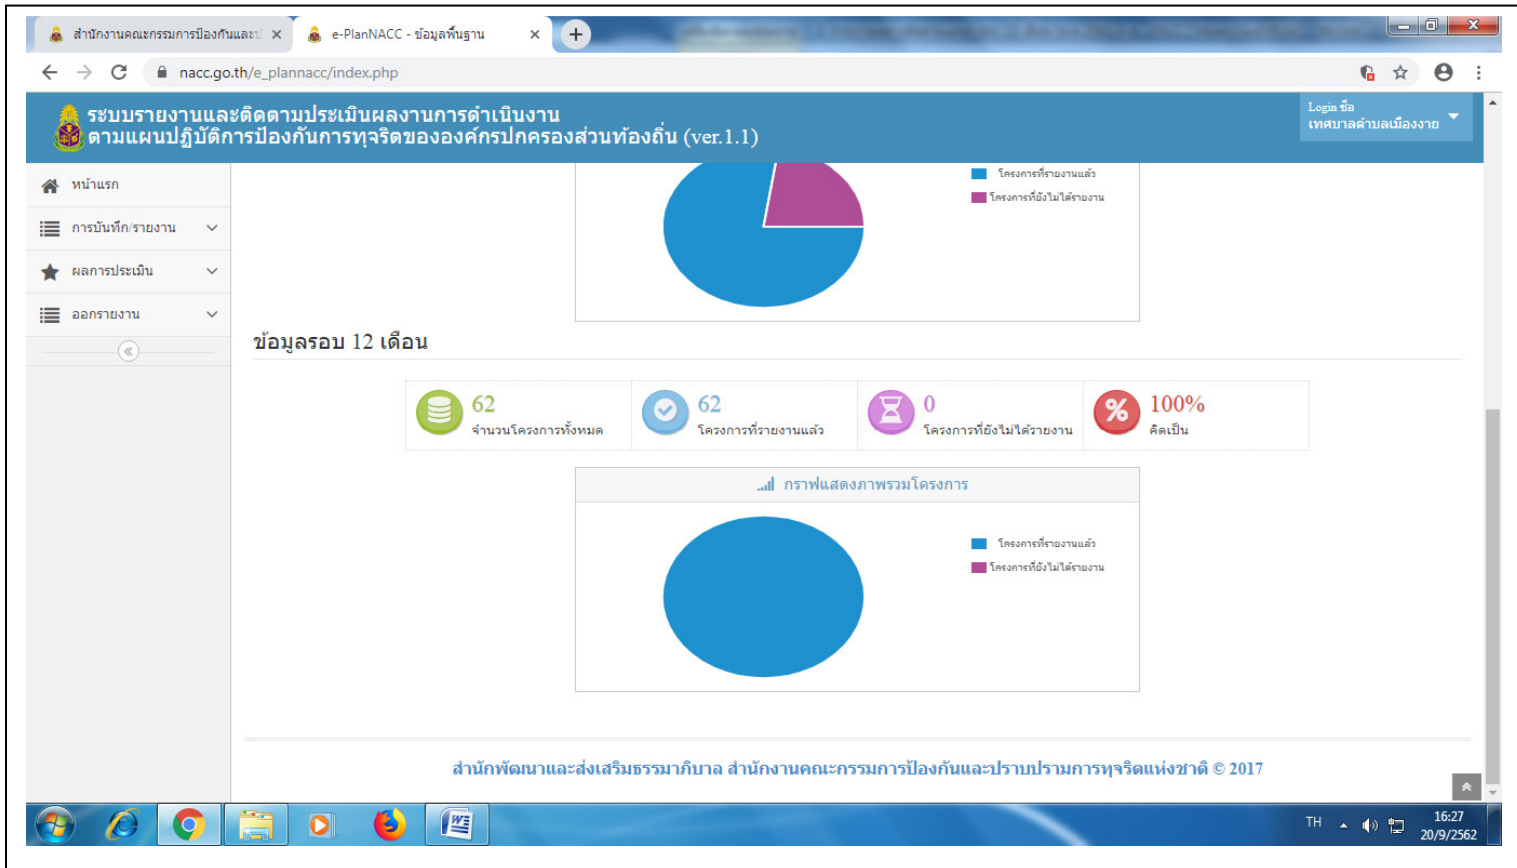 สำนักงานคณะกรรมการป้องกันและป
e-PlanNACC - ข้อมูลพื้นฐาน
nacc.go.th/e_plannacc/index.php
ระบบรายงานและติดตามประเมินผลงานการดำเนินงาน
ตามแผนปฏิบัติการป้องกันการทุจริตขององค์กรปกครองส่วนท้องถิ่น (ver.1.1)
Login ชื่อ
เทศบาลตำบลเมืองงาย
หน้าแรก
การบันทึก/รายงาน
ผลการประเมิน
ออกรายงาน
โครงการที่รายงานแล้ว
โครงการที่ยังไม่ได้รายงาน
ข้อมูลรอบ 12 เดือน
62
จำนวนโครงการทั้งหมด
62
โครงการที่รายงานแล้ว
0
โครงการที่ยังไม่ได้รายงาน
100%
คิดเป็น
กราฟแสดงภาพรวมโครงการ
โครงการที่รายงานแล้ว
โครงการที่ยังไม่ได้รายงาน
สำนักพัฒนาและส่งเสริมธรรมาภิบาล สำนักงานคณะกรรมการป้องกันและปราบปรามการทุจริตแห่งชาติ © 2017
TH
16:27
20/9/2562